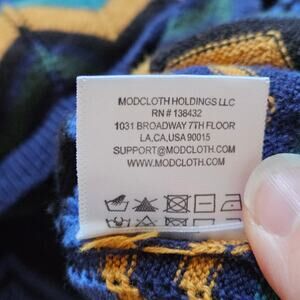 MODCLOTH HOLDINGS LLC
RN# 138432
1031 BROADWAY 7TH FLOOR
LA,CA,USA 90015
SUPPORT@MODCLOTH.COM
WWW.MODCLOTH.COM